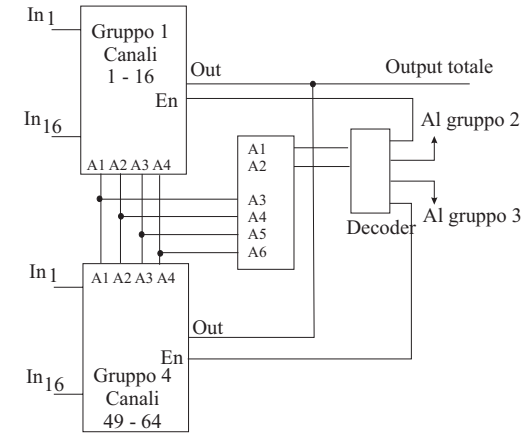 In1
Gruppo 1
Canali
1 - 16
Out
Output totale
En
In16
A1 A2 A3 A4
A1
A2
A3
A4
A5
A6
Al gruppo 2
Al gruppo 3
Decoder
In1
A1 A2 A3 A4
Out
En
In16
Gruppo 4
Canali
49 - 64